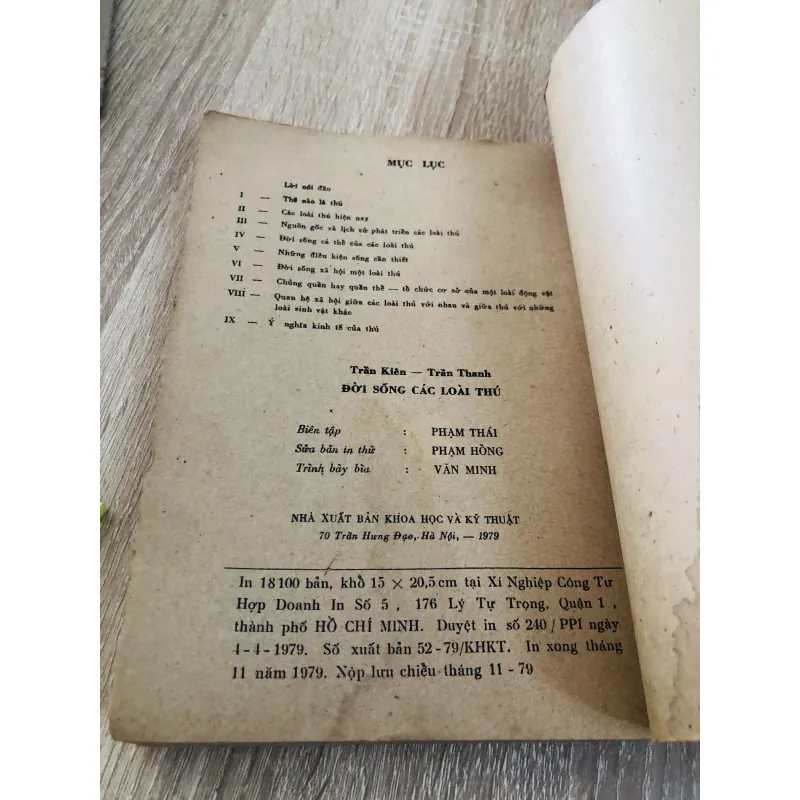 MỤC LỤC
Lời nói đầu
I — Thế nào là thú
II — Các loài thú hiện nay
III — Nguồn gốc và lịch sử phát triển các loài thú
IV — Đời sống cá thể của các loài thú
V — Những điều kiện sống cần thiết
VI — Đời sống xã hội một loài thú
VII — Chủng quần hay quần thể — tổ chức cơ sở của một loài động vật
VIII — Quan hệ xã hội giữa các loài thú với nhau và giữa thú với những
loài sinh vật khác
IX — Ý nghĩa kinh tế của thú
Trần Kiên — Trần Thanh
ĐỜI SỐNG CÁC LOÀI THÚ
Biên tập : PHẠM THÁI
Sửa bản in thử : PHẠM HỒNG
Trình bày bìa : VĂN MINH
NHÀ XUẤT BẢN KHOA HỌC VÀ KỸ THUẬT
70 Trần Hưng Đạo, Hà Nội, — 1979
In 18100 bản, khổ 15 × 20,5cm tại Xí Nghiệp Công Tư
Hợp Doanh In Số 5 , 176 Lý Tự Trọng, Quận 1 ,
thành phố HỒ CHÍ MINH. Duyệt in số 240/PPI ngày
4-4-1979. Số xuất bản 52-79/KHKT. In xong tháng
11 năm 1979. Nộp lưu chiểu tháng 11-79